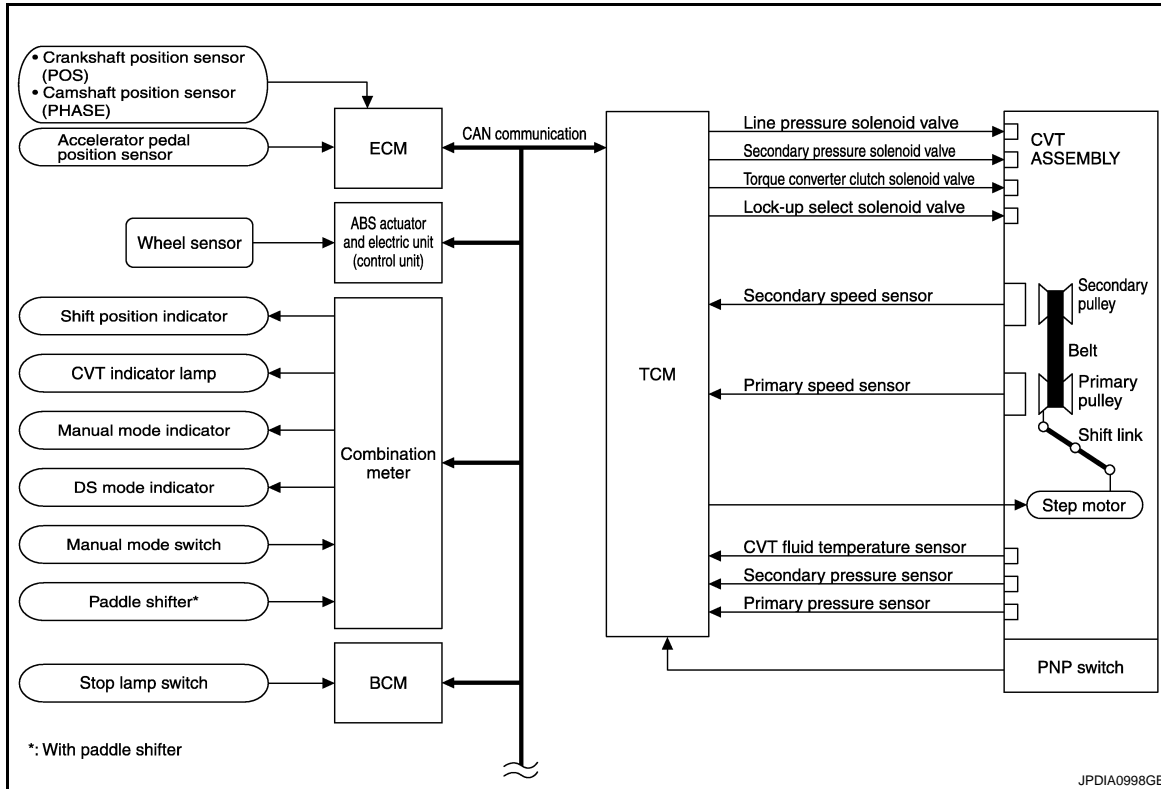 • Crankshaft position sensor
(POS)
• Camshaft position sensor
(PHASE)
Accelerator pedal
position sensor
ECM
CAN communication
Wheel sensor
ABS actuator
and electric unit
(control unit)
Shift position indicator
CVT indicator lamp
Manual mode indicator
DS mode indicator
Manual mode switch
Paddle shifter*
Combination
meter
Stop lamp switch
BCM
*: With paddle shifter
TCM
Line pressure solenoid valve
Secondary pressure solenoid valve
Torque converter clutch solenoid valve
Lock-up select solenoid valve
Secondary speed sensor
Primary speed sensor
CVT fluid temperature sensor
Secondary pressure sensor
Primary pressure sensor
CVT
ASSEMBLY
Secondary
pulley
Belt
Primary
pulley
Shift link
Step motor
PNP switch
JPDIA0998GB